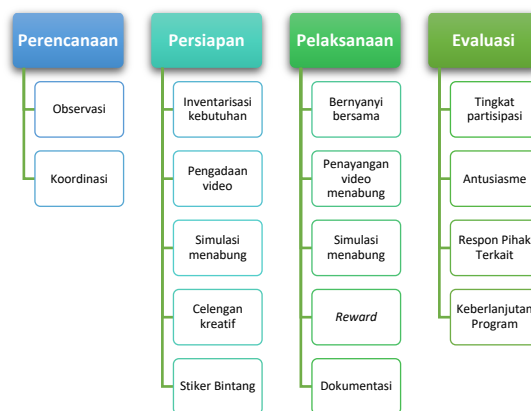 Perencanaan
Observasi
Koordinasi
Persiapan
Inventarisasi
kebutuhan
Pengadaan
video
Simulasi
menabung
Celengan
kreatif
Stiker Bintang
Pelaksanaan
Bernyanyi
bersama
Penayangan
video
menabung
Simulasi
menabung
Reward
Dokumentasi
Evaluasi
Tingkat
partisipasi
Antusiasme
Respon Pihak
Terkait
Keberlanjutan
Program